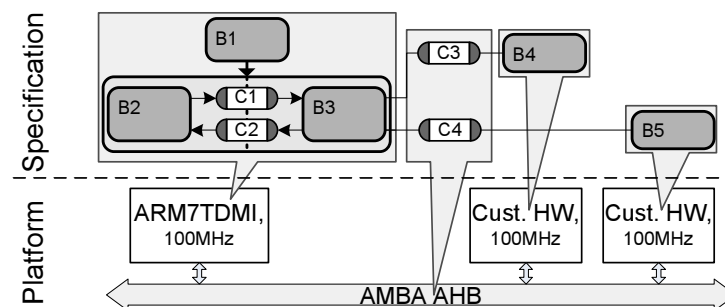 Specification
B1
B2
C1
C2
B3
C3
C4
B4
B5
Platform
ARM7TDMI,
100MHz
Cust. HW,
100MHz
Cust. HW,
100MHz
AMBA AHB